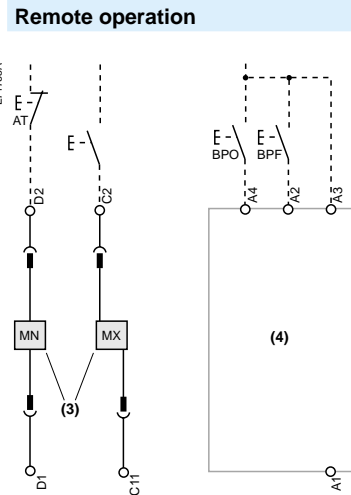 Remote operation
E
AT
E
E
BPO
E
BPF
D2
C2
A4
A2
A3
MN
MX
(3)
(4)
D1
C11
A1